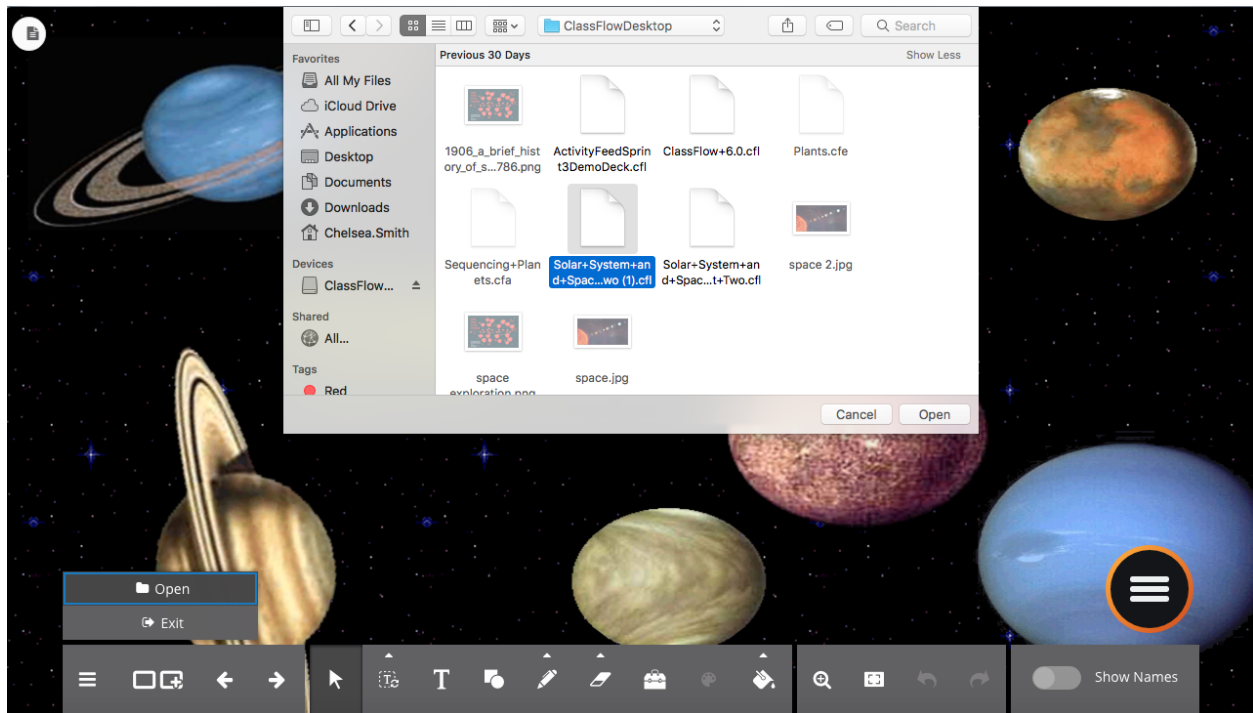 ClassFlowDesktop
Search
Favorites
All My Files
iCloud Drive
Applications
Desktop
Documents
Downloads
Chelsea.Smith
Devices
ClassFlow...
Shared
All...
Tags
Red
Previous 30 Days
Show Less
1906_a_brief_hist
ory_of_s...786.png
ActivityFeedSprin
t3DemoDeck.cfl
ClassFlow+6.0.cfl
Plants.cfe
Sequencing+Plan
ets.cfa
Solar+System+an
d+Spac...wo (1).cfl
Solar+System+an
d+Spac...t+Two.cfl
space 2.jpg
space
exploration.png
space.jpg
Cancel
Open
Open
Exit
T
Show Names